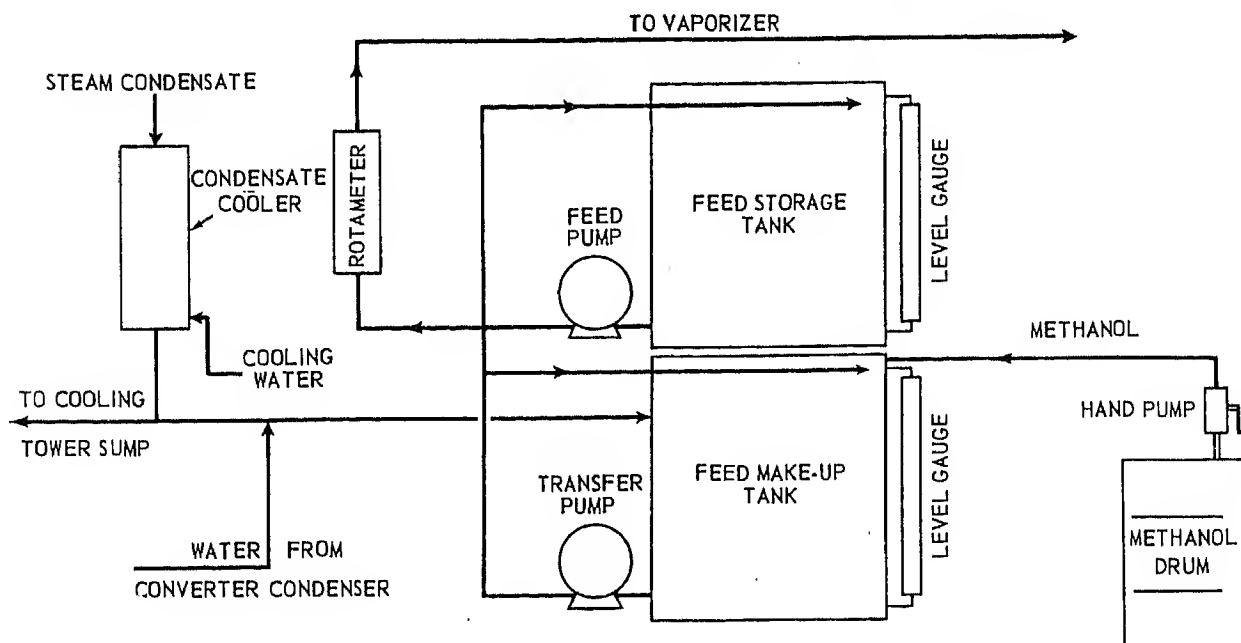 TO VAPORIZER
STEAM CONDENSATE
CONDENSATE
COOLER
ROTAMETER
FEED
PUMP
FEED STORAGE
TANK
LEVEL GAUGE
METHANOL
COOLING
WATER
TO COOLING
TOWER SUMP
HAND PUMP
TRANSFER
PUMP
FEED MAKE-UP
TANK
LEVEL GAUGE
METHANOL
DRUM
WATER FROM
CONVERTER CONDENSER